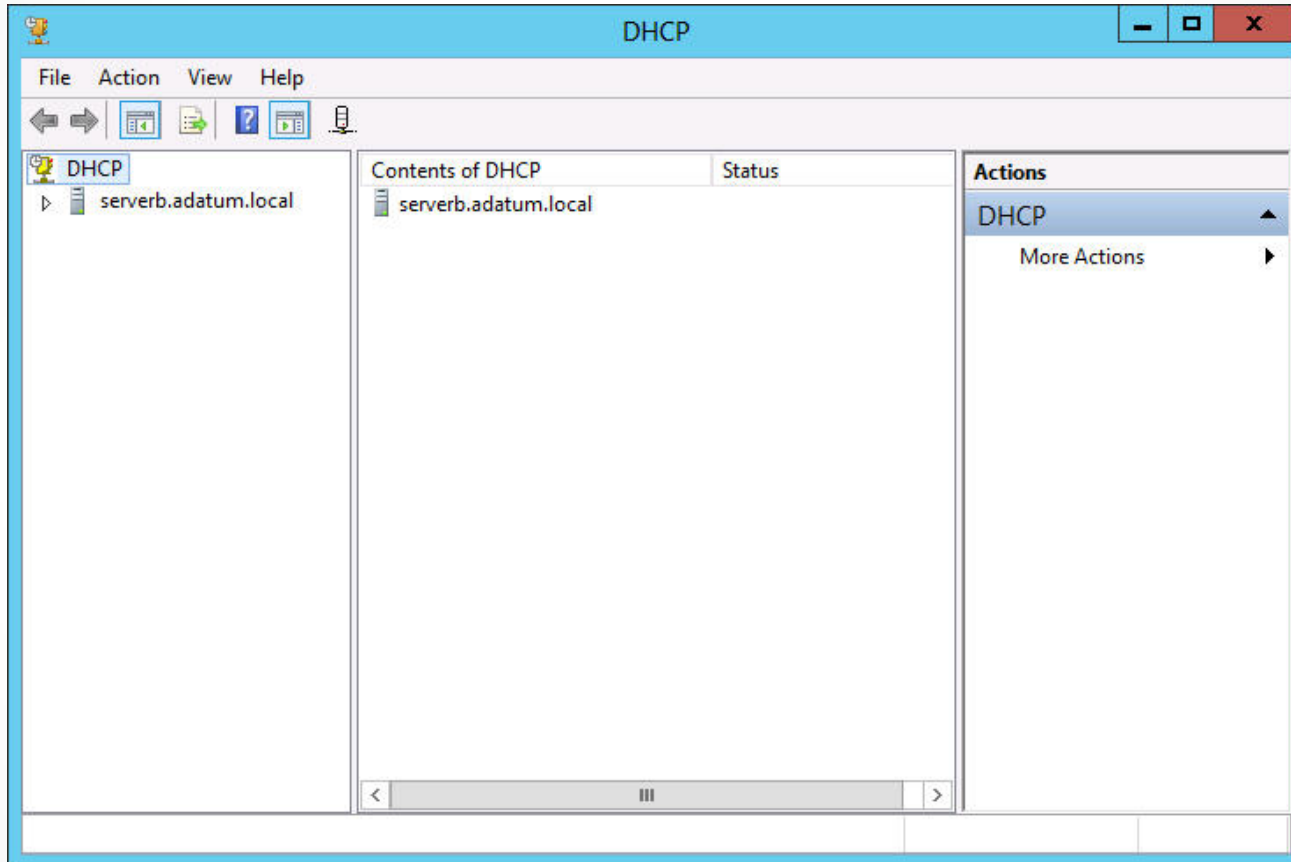 DHCP
File Action View Help
DHCP
serverb.adatum.local
Contents of DHCP Status
serverb.adatum.local
Actions
DHCP
More Actions